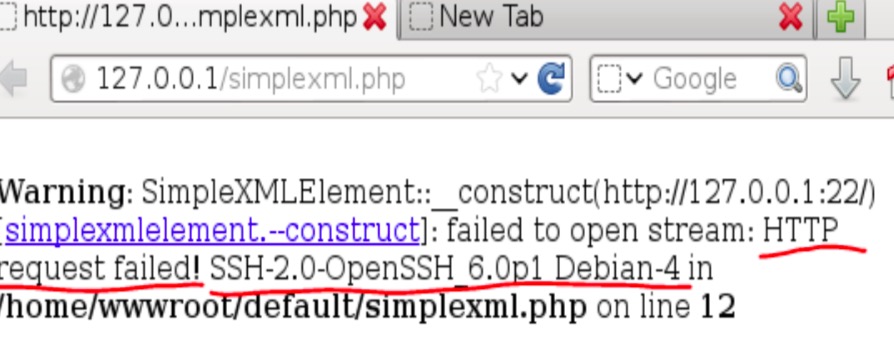 http://127.0...mplexml.php New Tab
127.0.0.1/simplexml.php Google
Warning: SimpleXMLElement::__construct(http://127.0.0.1:22/)
[simplexmlelement.--construct]: failed to open stream: HTTP
request failed! SSH-2.0-OpenSSH_6.0p1 Debian-4 in
/home/wwwroot/default/simplexml.php on line 12